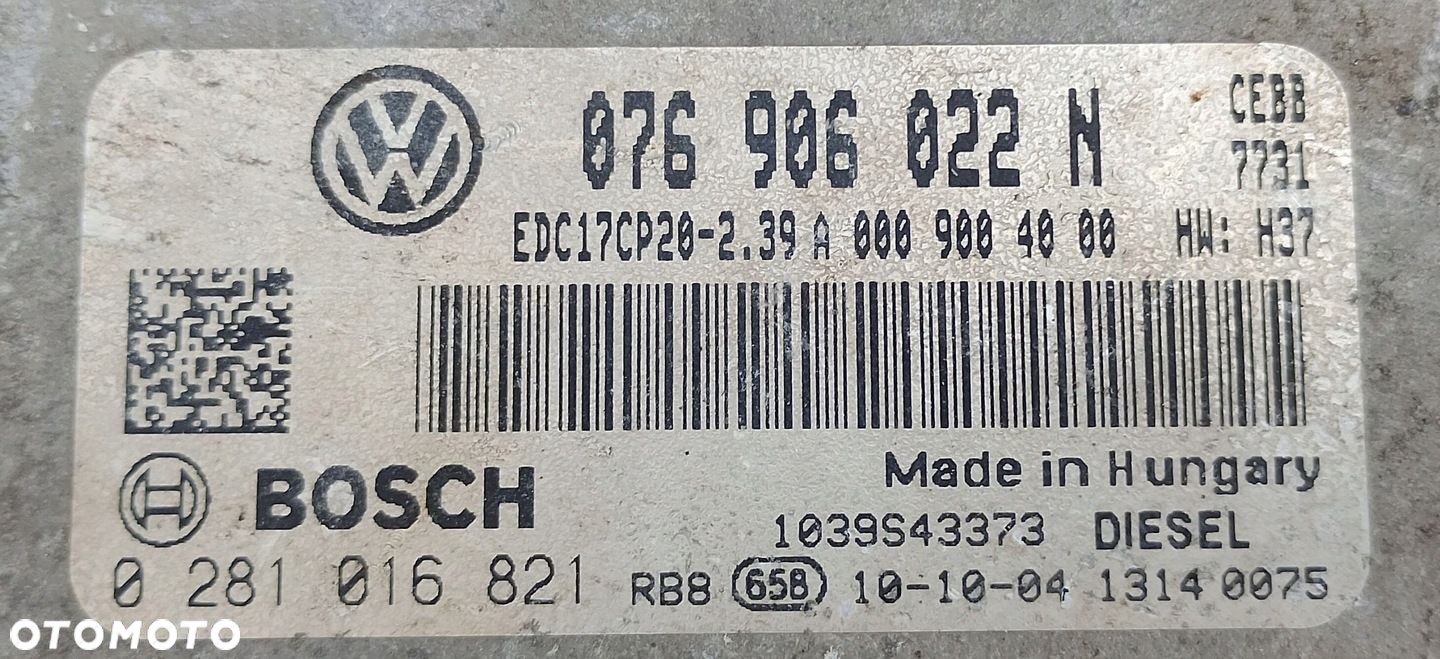 076 906 022 N CEBB
7731
EDC17CP20-2.39 A 000 900 40 00 HW: H37
Made in Hungary
BOSCH
1039S43373 DIESEL
0 281 016 821 RB8 658 10-10-04 1314 0075
OTOMOTO